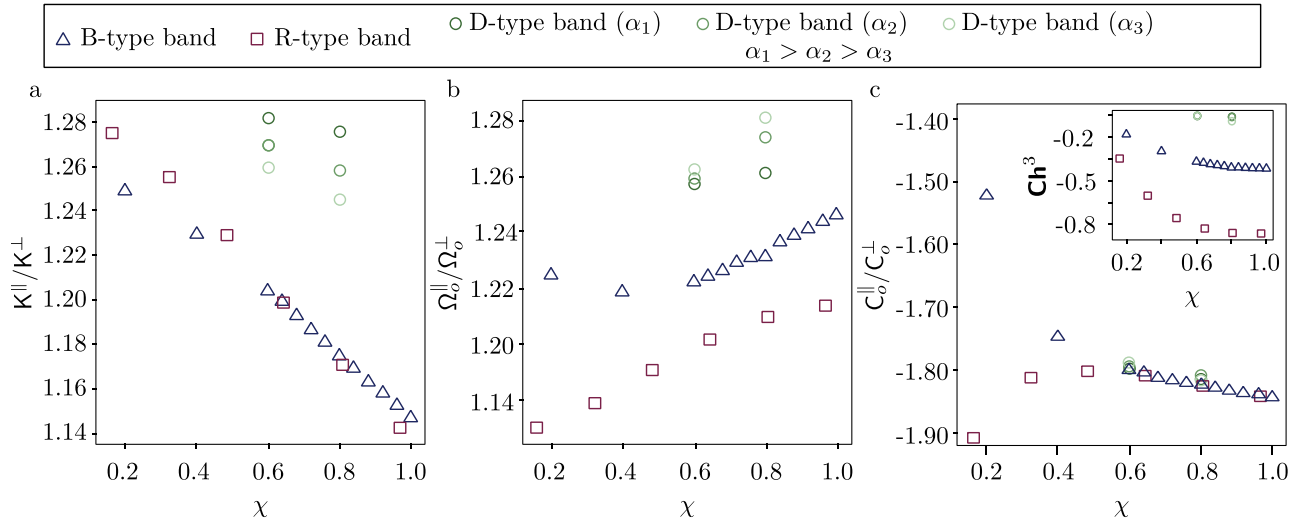 B-type band
R-type band
D-type band (α₁)
D-type band (α₂)
D-type band (α₃)
α₁ > α₂ > α₃
a
K∥/K⊥
1.28
1.26
1.24
1.22
1.20
1.18
1.16
1.14
0.2 0.4 0.6 0.8 1.0
χ
b
Ωₒ∥/Ωₒ⊥
1.28
1.26
1.24
1.22
1.20
1.14
0.2 0.4 0.6 0.8 1.0
χ
c
Cₒ∥/Cₒ⊥
-1.40
-1.50
-1.60
-1.70
-1.80
-1.90
0.2 0.4 0.6 0.8 1.0
χ
Ch³
-0.2
-0.5
-0.8
0.2 0.6 1.0
χ